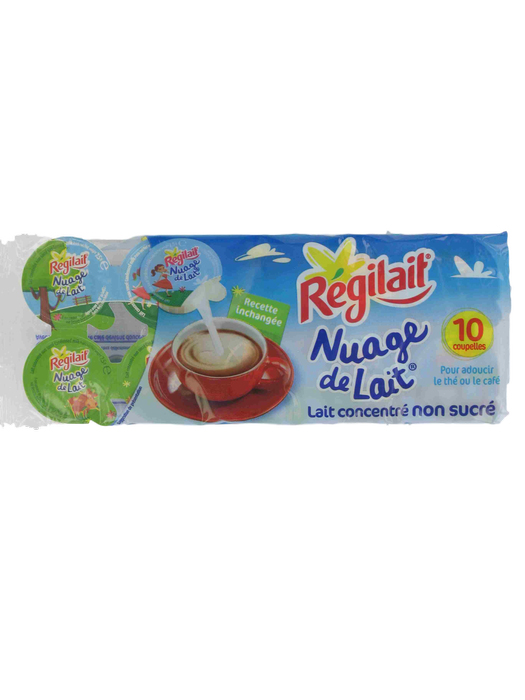 Régilait
Nuage
de Lait
Régilait
Nuage
de Lait
Régilait
Nuage
de Lait
Recette
inchangée
Régilait®
Nuage
de Lait®
Lait concentré non sucré
10
coupelles
Pour adoucir
le thé ou le café